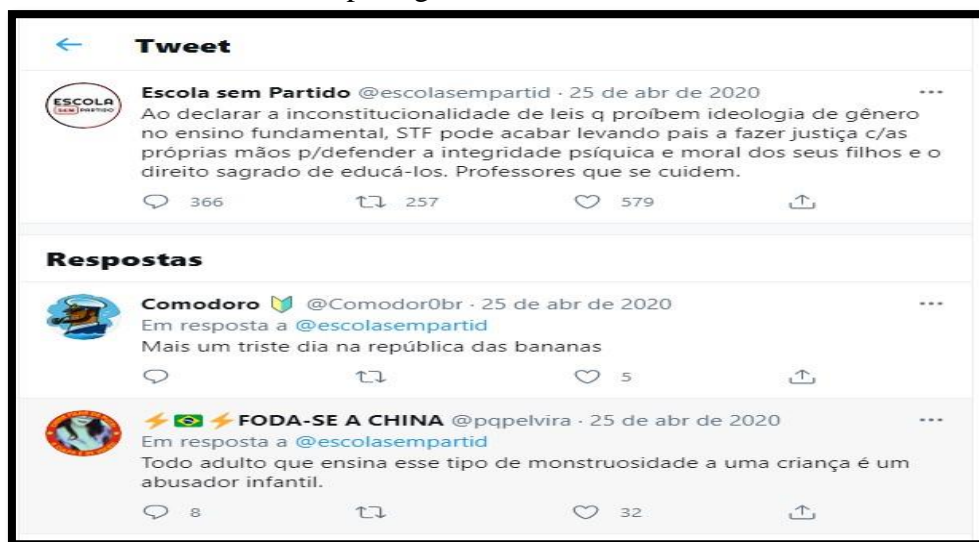 Tweet
ESCOLA
SEM PARTIDO
Escola sem Partido @escolasempartid · 25 de abr de 2020
Ao declarar a inconstitucionalidade de leis q proíbem ideologia de gênero
no ensino fundamental, STF pode acabar levando pais a fazer justiça c/as
próprias mãos p/defender a integridade psíquica e moral dos seus filhos e o
direito sagrado de educá-los. Professores que se cuidem.
366 257 579
Respostas
Comodoro @Comodor0br · 25 de abr de 2020
Em resposta a @escolasempartid
Mais um triste dia na república das bananas
5
FODA-SE A CHINA @pqpelvira · 25 de abr de 2020
Em resposta a @escolasempartid
Todo adulto que ensina esse tipo de monstruosidade a uma criança é um
abusador infantil.
8 32